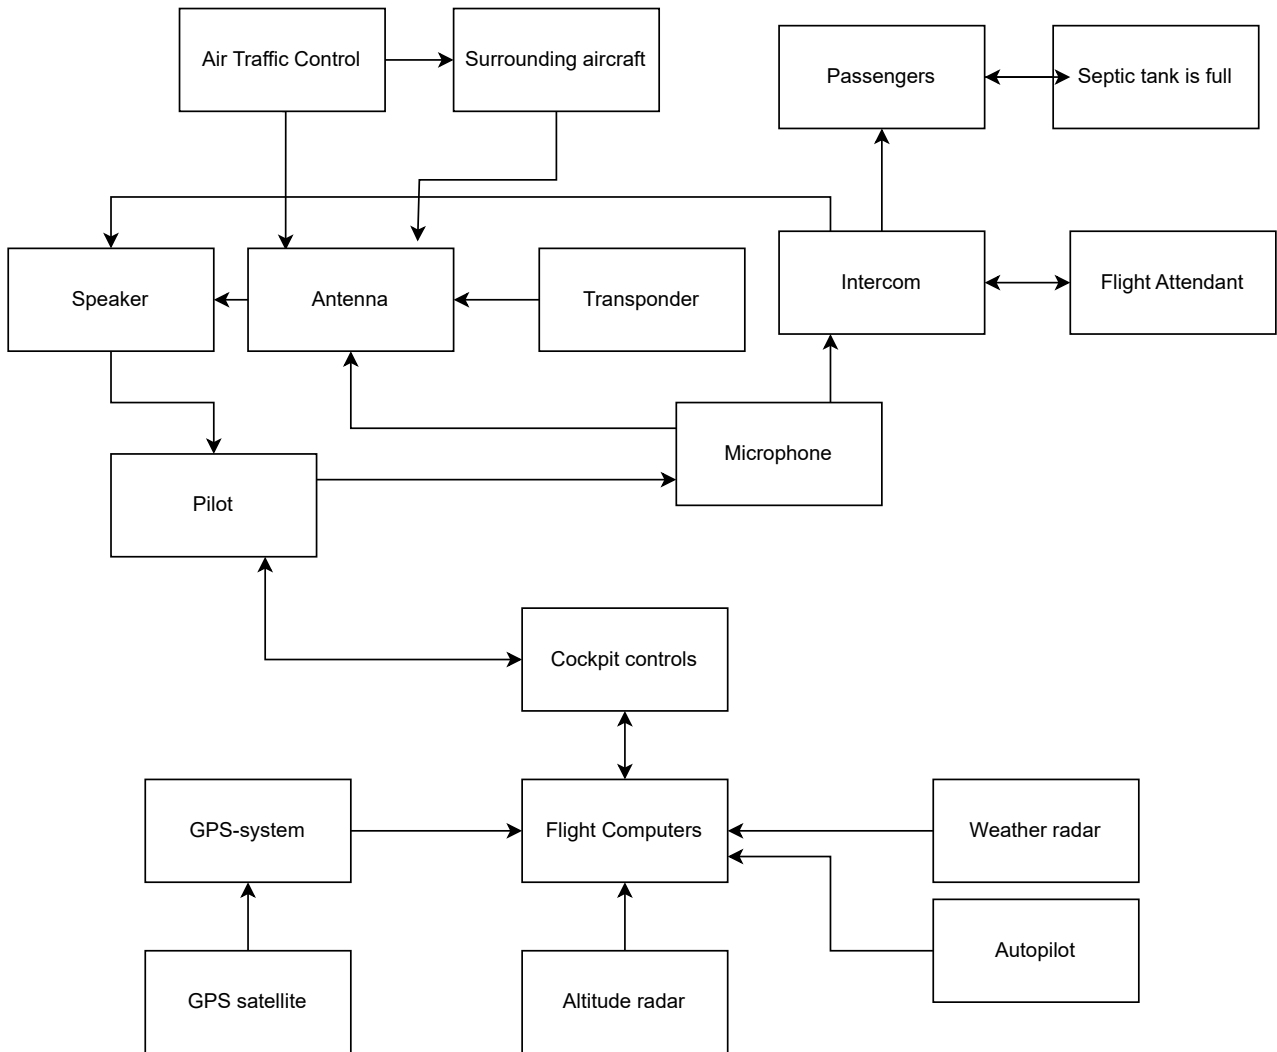 Air Traffic Control
Surrounding aircraft
Passengers
Septic tank is full
Speaker
Antenna
Transponder
Intercom
Flight Attendant
Microphone
Pilot
Cockpit controls
GPS-system
Flight Computers
Weather radar
Autopilot
GPS satellite
Altitude radar